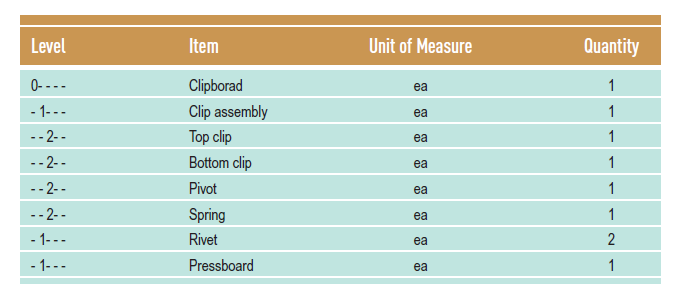 Level Item Unit of Measure Quantity
0- - - - Clipborad ea 1
- 1- - - Clip assembly ea 1
- - 2- - Top clip ea 1
- - 2- - Bottom clip ea 1
- - 2- - Pivot ea 1
- - 2- - Spring ea 1
- 1- - - Rivet ea 2
- 1- - - Pressboard ea 1